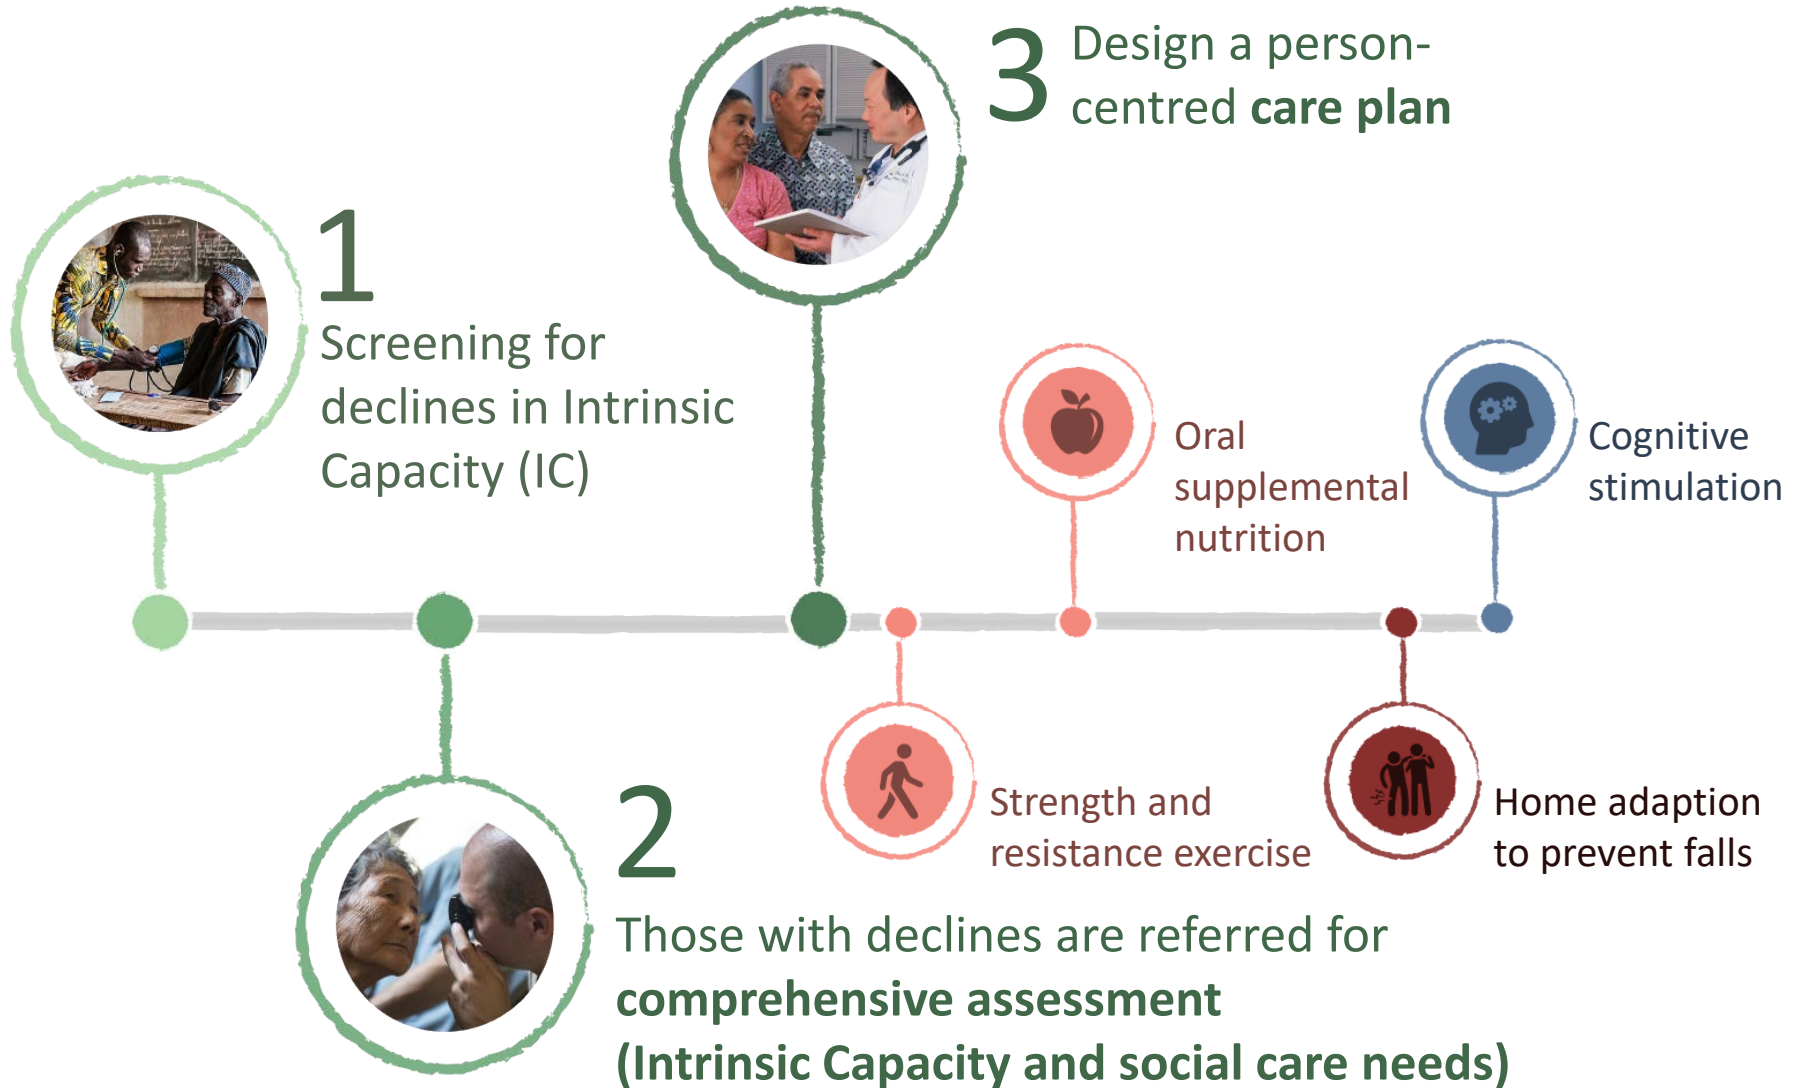 1
Screening for
declines in Intrinsic
Capacity (IC)
2
Those with declines are referred for
comprehensive assessment
(Intrinsic Capacity and social care needs)
3
Design a person-
centred care plan
Strength and
resistance exercise
Oral
supplemental
nutrition
Home adaption
to prevent falls
Cognitive
stimulation